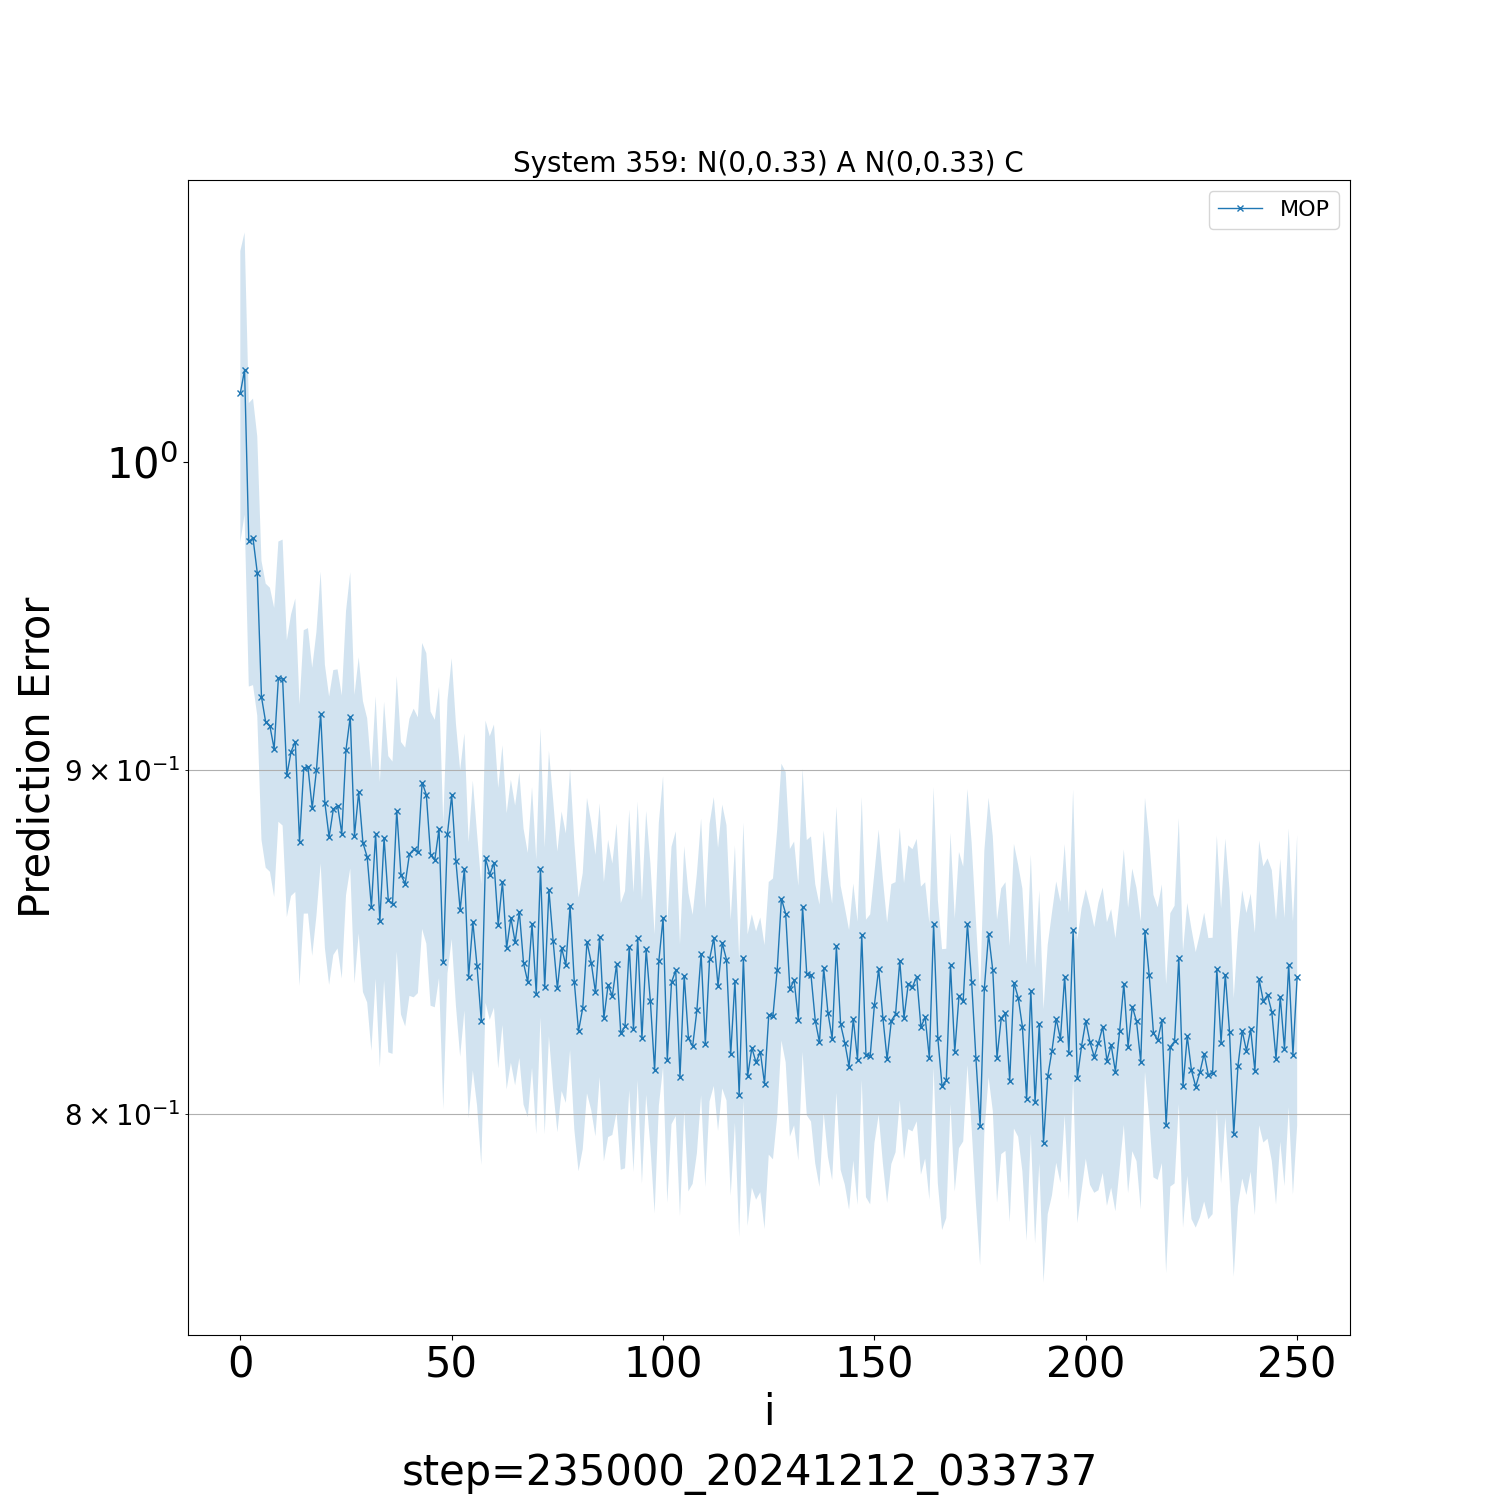 System 359: N(0,0.33) A N(0,0.33) C
MOP
10⁰
9 × 10⁻¹
8 × 10⁻¹
Prediction Error
0 50 100 150 200 250
i
step=235000_20241212_033737